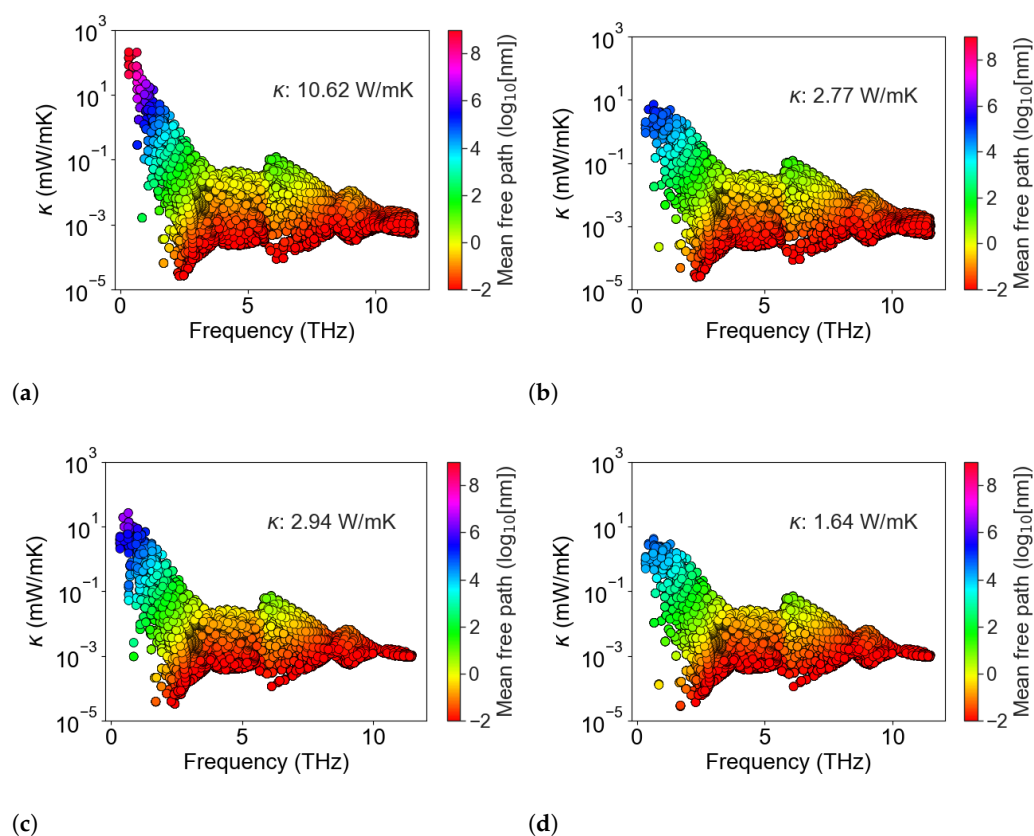 10³
10¹
10⁻¹
10⁻³
10⁻⁵
κ (mW/mK)
κ: 10.62 W/mK
0
5
10
Frequency (THz)
8
6
4
2
0
−2
Mean free path (log₁₀[nm])
(a)
10³
10¹
10⁻¹
10⁻³
10⁻⁵
κ (mW/mK)
κ: 2.77 W/mK
0
5
10
Frequency (THz)
8
6
4
2
0
−2
Mean free path (log₁₀[nm])
(b)
10³
10¹
10⁻¹
10⁻³
10⁻⁵
κ (mW/mK)
κ: 2.94 W/mK
0
5
10
Frequency (THz)
8
6
4
2
0
−2
Mean free path (log₁₀[nm])
(c)
10³
10¹
10⁻¹
10⁻³
10⁻⁵
κ (mW/mK)
κ: 1.64 W/mK
0
5
10
Frequency (THz)
8
6
4
2
0
−2
Mean free path (log₁₀[nm])
(d)